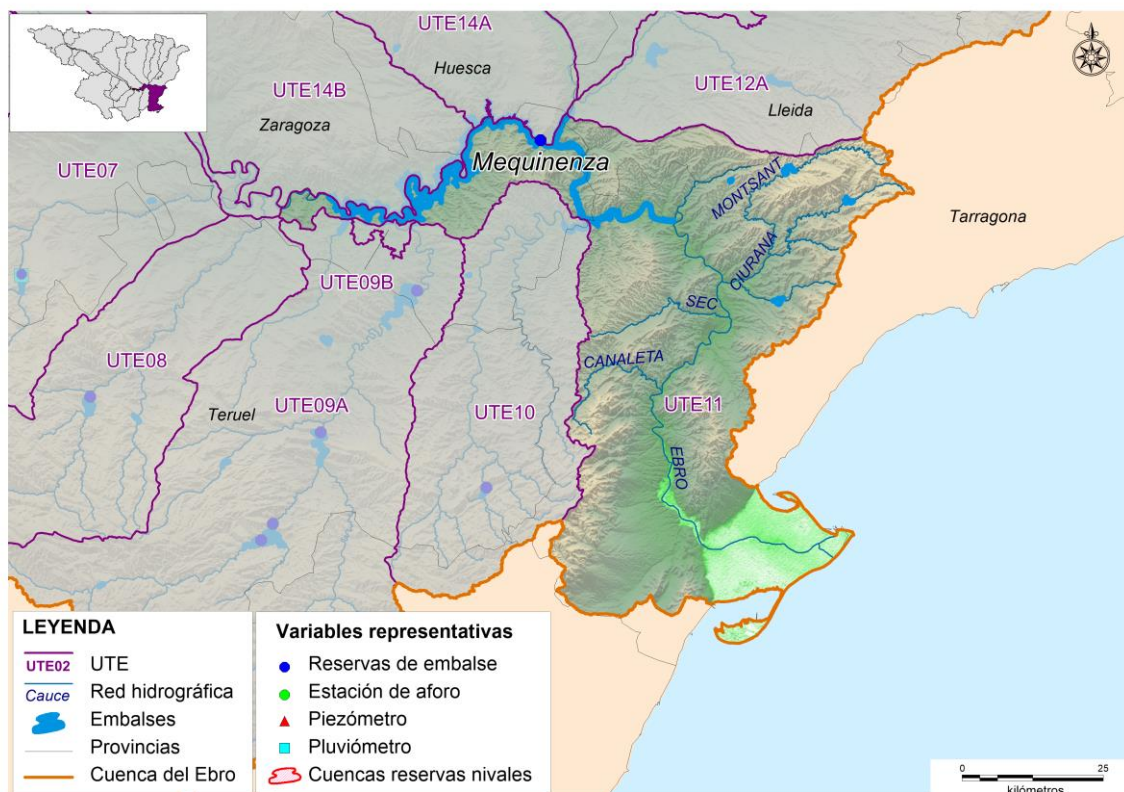 UTE14A
Huesca
UTE12A
UTE14B
Lleida
Zaragoza
Mequinenza
UTE07
MONTSANT
Tarragona
CIURANA
UTE09B
SEC
CANALETA
UTE08
Teruel
UTE09A
UTE10
UTE11
EBRO
LEYENDA
UTE02 UTE
Cauce Red hidrográfica
Embalses
Provincias
Cuenca del Ebro
Variables representativas
Reservas de embalse
Estación de aforo
Piezómetro
Pluviómetro
Cuencas reservas nivales
0 25
kilómetros